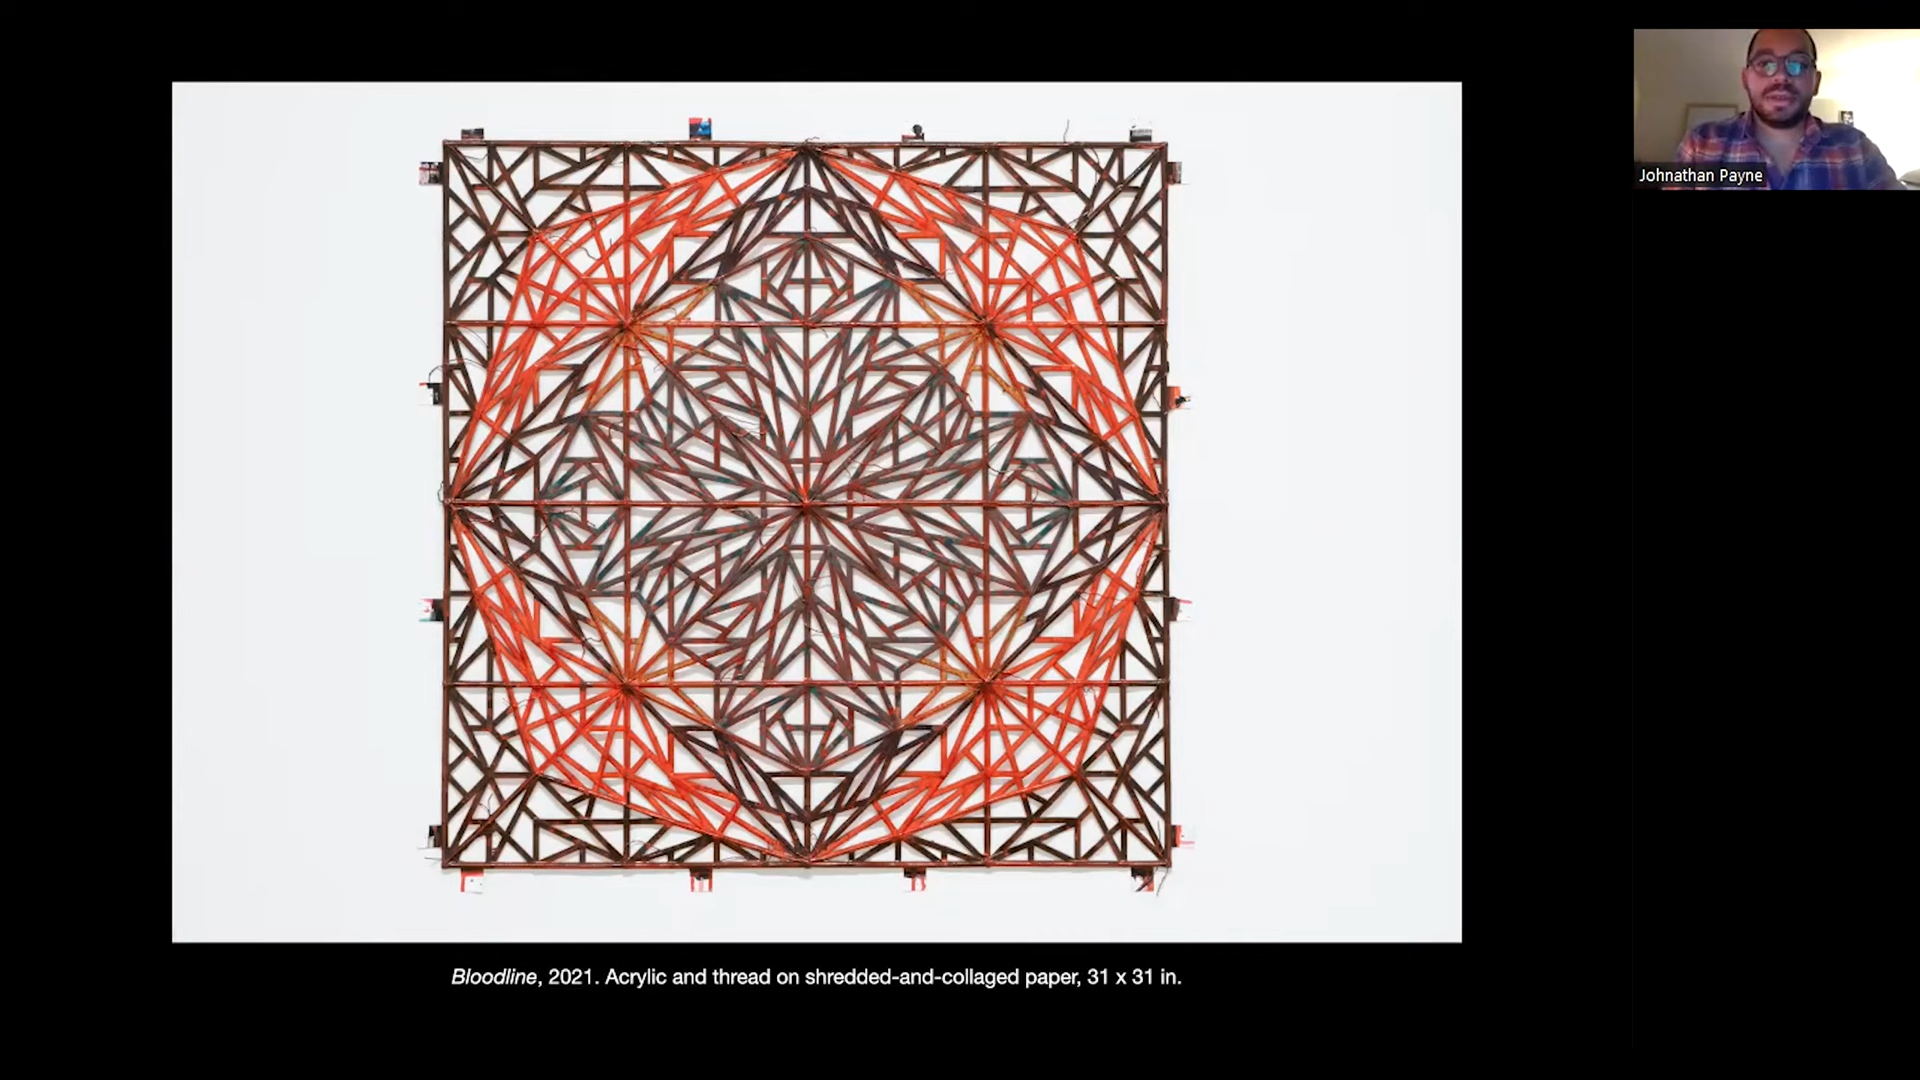 Johnathan Payne
Bloodline, 2021. Acrylic and thread on shredded-and-collaged paper, 31 x 31 in.